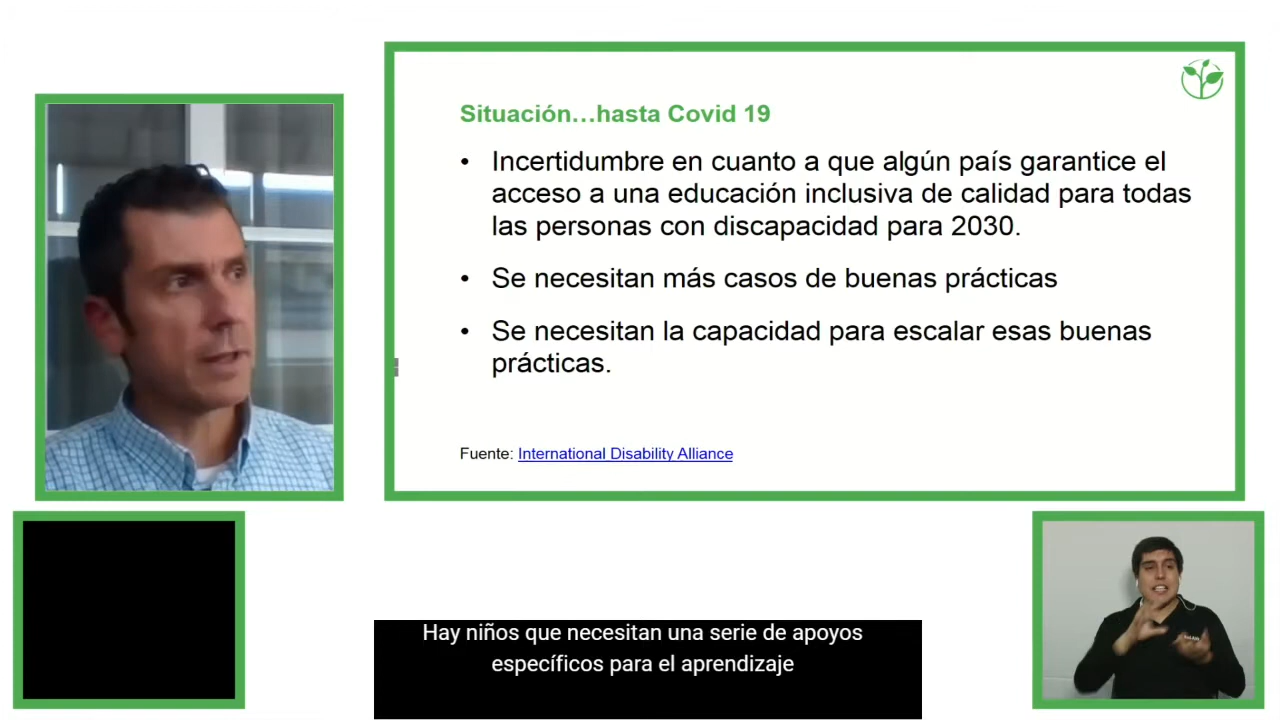 Situación…hasta Covid 19
• Incertidumbre en cuanto a que algún país garantice el
acceso a una educación inclusiva de calidad para todas
las personas con discapacidad para 2030.
• Se necesitan más casos de buenas prácticas
• Se necesitan la capacidad para escalar esas buenas
prácticas.
Fuente: International Disability Alliance
Hay niños que necesitan una serie de apoyos
específicos para el aprendizaje